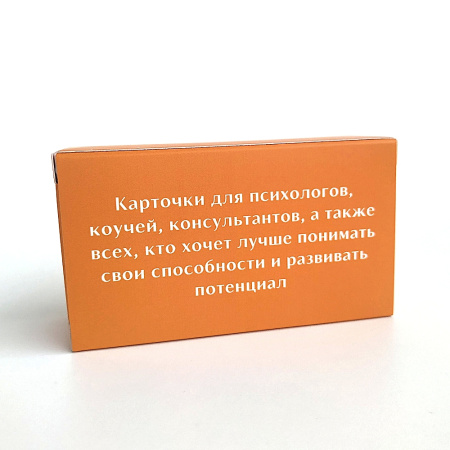 Карточки для психологов,
коучей, консультантов, а также
всех, кто хочет лучше понимать
свои способности и развивать
потенциал